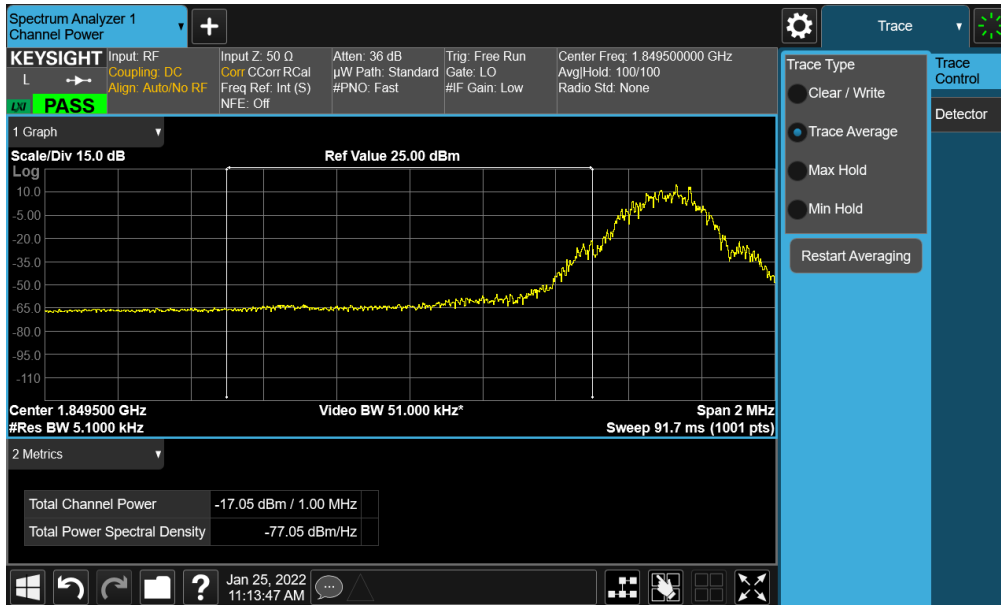 Spectrum Analyzer 1
Channel Power
+
Trace
KEYSIGHT
L
LXI
PASS
Input: RF
Coupling: DC
Align: Auto/No RF
Input Z: 50 Ω
Corr CCorr RCal
Freq Ref: Int (S)
NFE: Off
Atten: 36 dB
µW Path: Standard
#PNO: Fast
Trig: Free Run
Gate: LO
#IF Gain: Low
Center Freq: 1.849500000 GHz
Avg|Hold: 100/100
Radio Std: None
Trace Type
Clear / Write
Trace Average
Max Hold
Min Hold
Restart Averaging
Trace
Control
Detector
1 Graph
Scale/Div 15.0 dB
Ref Value 25.00 dBm
Log
10.0
-5.00
-20.0
-35.0
-50.0
-65.0
-80.0
-95.0
-110
Center 1.849500 GHz
Video BW 51.000 kHz*
Span 2 MHz
#Res BW 5.1000 kHz
Sweep 91.7 ms (1001 pts)
2 Metrics
Total Channel Power -17.05 dBm / 1.00 MHz
Total Power Spectral Density -77.05 dBm/Hz
?
Jan 25, 2022
11:13:47 AM